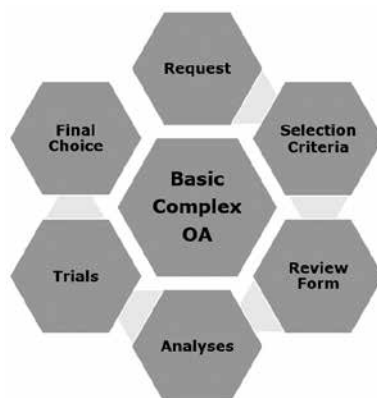 Request
Selection
Criteria
Review
Form
Analyses
Trials
Final
Choice
Basic
Complex
OA